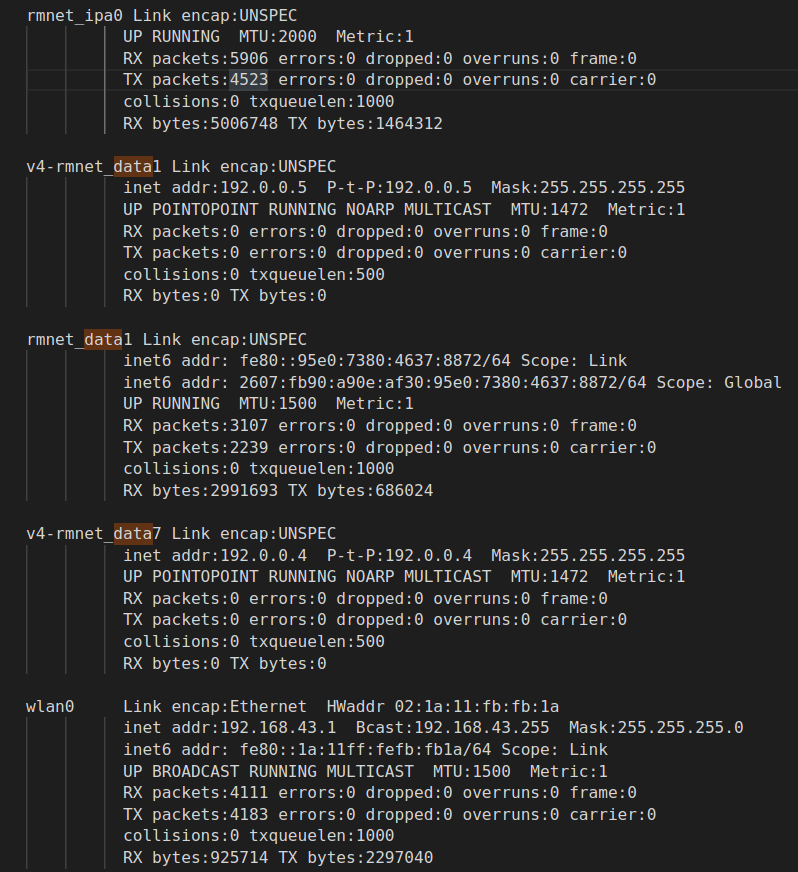 rmnet_ipa0 Link encap:UNSPEC
UP RUNNING  MTU:2000  Metric:1
RX packets:5906 errors:0 dropped:0 overruns:0 frame:0
TX packets:4523 errors:0 dropped:0 overruns:0 carrier:0
collisions:0 txqueuelen:1000
RX bytes:5006748 TX bytes:1464312
v4-rmnet_data1 Link encap:UNSPEC
inet addr:192.0.0.5  P-t-P:192.0.0.5  Mask:255.255.255.255
UP POINTOPOINT RUNNING NOARP MULTICAST  MTU:1472  Metric:1
RX packets:0 errors:0 dropped:0 overruns:0 frame:0
TX packets:0 errors:0 dropped:0 overruns:0 carrier:0
collisions:0 txqueuelen:500
RX bytes:0 TX bytes:0
rmnet_data1 Link encap:UNSPEC
inet6 addr: fe80::95e0:7380:4637:8872/64 Scope: Link
inet6 addr: 2607:fb90:a90e:af30:95e0:7380:4637:8872/64 Scope: Global
UP RUNNING  MTU:1500  Metric:1
RX packets:3107 errors:0 dropped:0 overruns:0 frame:0
TX packets:2239 errors:0 dropped:0 overruns:0 carrier:0
collisions:0 txqueuelen:1000
RX bytes:2991693 TX bytes:686024
v4-rmnet_data7 Link encap:UNSPEC
inet addr:192.0.0.4  P-t-P:192.0.0.4  Mask:255.255.255.255
UP POINTOPOINT RUNNING NOARP MULTICAST  MTU:1472  Metric:1
RX packets:0 errors:0 dropped:0 overruns:0 frame:0
TX packets:0 errors:0 dropped:0 overruns:0 carrier:0
collisions:0 txqueuelen:500
RX bytes:0 TX bytes:0
wlan0     Link encap:Ethernet  HWaddr 02:1a:11:fb:fb:1a
inet addr:192.168.43.1  Bcast:192.168.43.255  Mask:255.255.255.0
inet6 addr: fe80::1a:11ff:fefb:fb1a/64 Scope: Link
UP BROADCAST RUNNING MULTICAST  MTU:1500  Metric:1
RX packets:4111 errors:0 dropped:0 overruns:0 frame:0
TX packets:4183 errors:0 dropped:0 overruns:0 carrier:0
collisions:0 txqueuelen:1000
RX bytes:925714 TX bytes:2297040